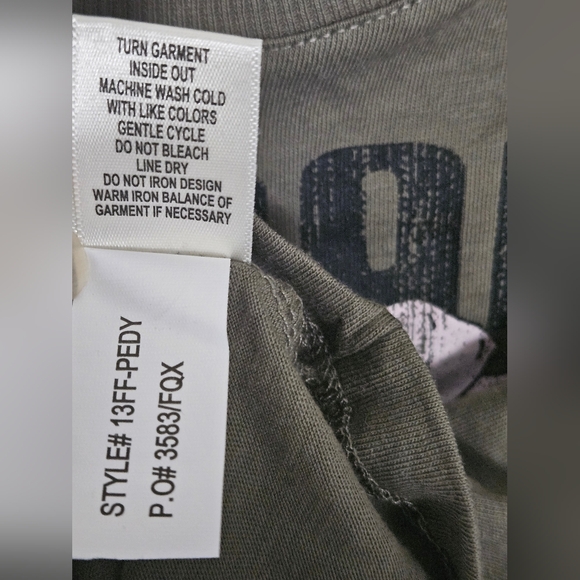 TURN GARMENT
INSIDE OUT
MACHINE WASH COLD
WITH LIKE COLORS
GENTLE CYCLE
DO NOT BLEACH
LINE DRY
DO NOT IRON DESIGN
WARM IRON BALANCE OF
GARMENT IF NECESSARY
STYLE# 13FF-PEDY
P.O# 3583/FQX